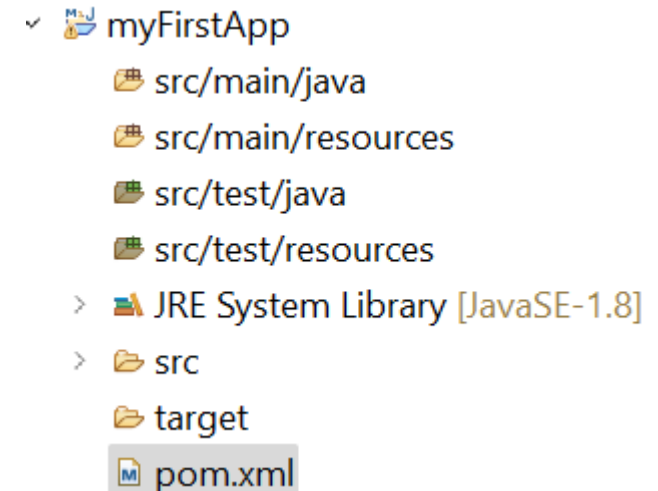 myFirstApp
src/main/java
src/main/resources
src/test/java
src/test/resources
JRE System Library [JavaSE-1.8]
src
target
pom.xml